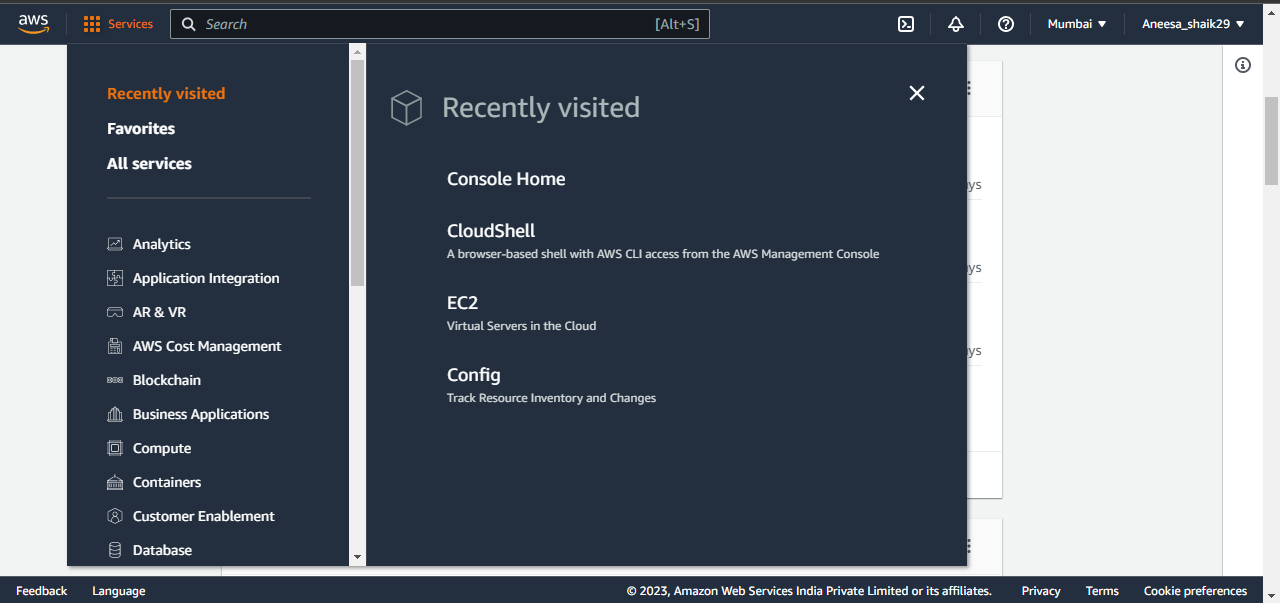 aws
Services
Search [Alt+S]
Mumbai
Aneesa_shaik29
Recently visited
Favorites
All services
Analytics
Application Integration
AR & VR
AWS Cost Management
Blockchain
Business Applications
Compute
Containers
Customer Enablement
Database
Recently visited
Console Home
CloudShell
A browser-based shell with AWS CLI access from the AWS Management Console
EC2
Virtual Servers in the Cloud
Config
Track Resource Inventory and Changes
Feedback
Language
© 2023, Amazon Web Services India Private Limited or its affiliates.
Privacy
Terms
Cookie preferences